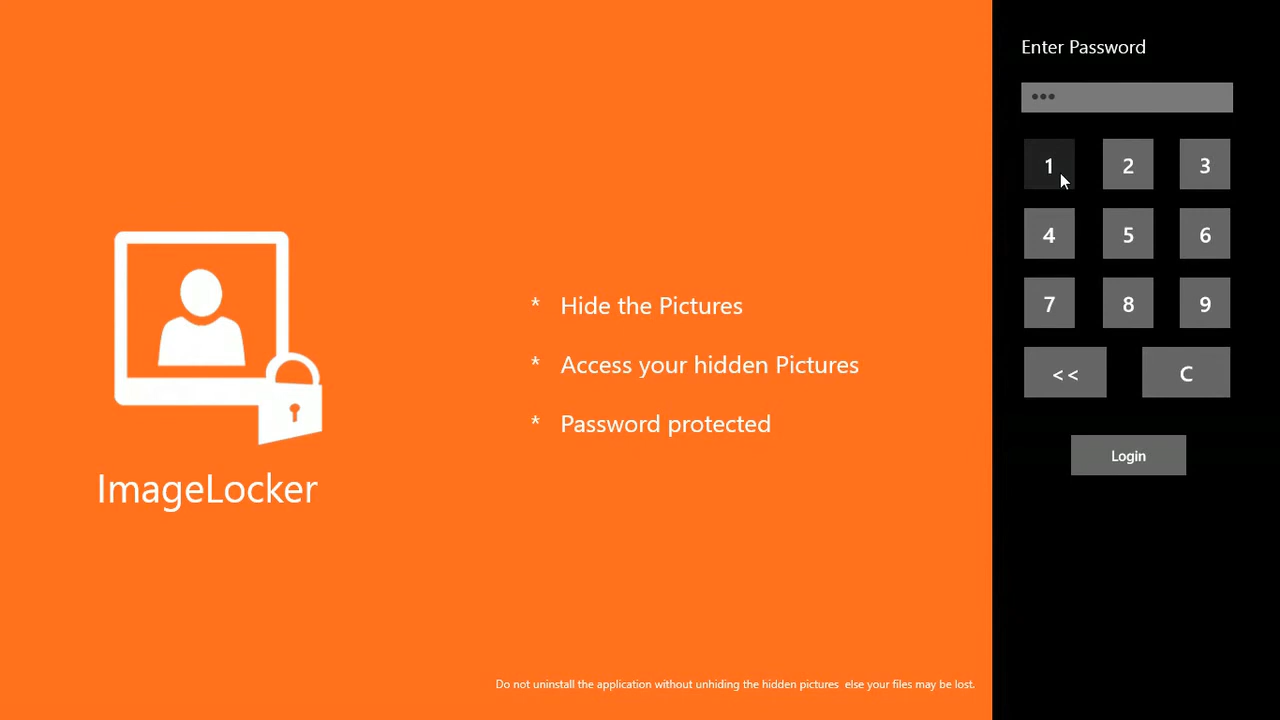 Enter Password
•••
1 2 3
4 5 6
7 8 9
<< C
Login
* Hide the Pictures
* Access your hidden Pictures
* Password protected
ImageLocker
Do not uninstall the application without unhiding the hidden pictures  else your files may be lost.